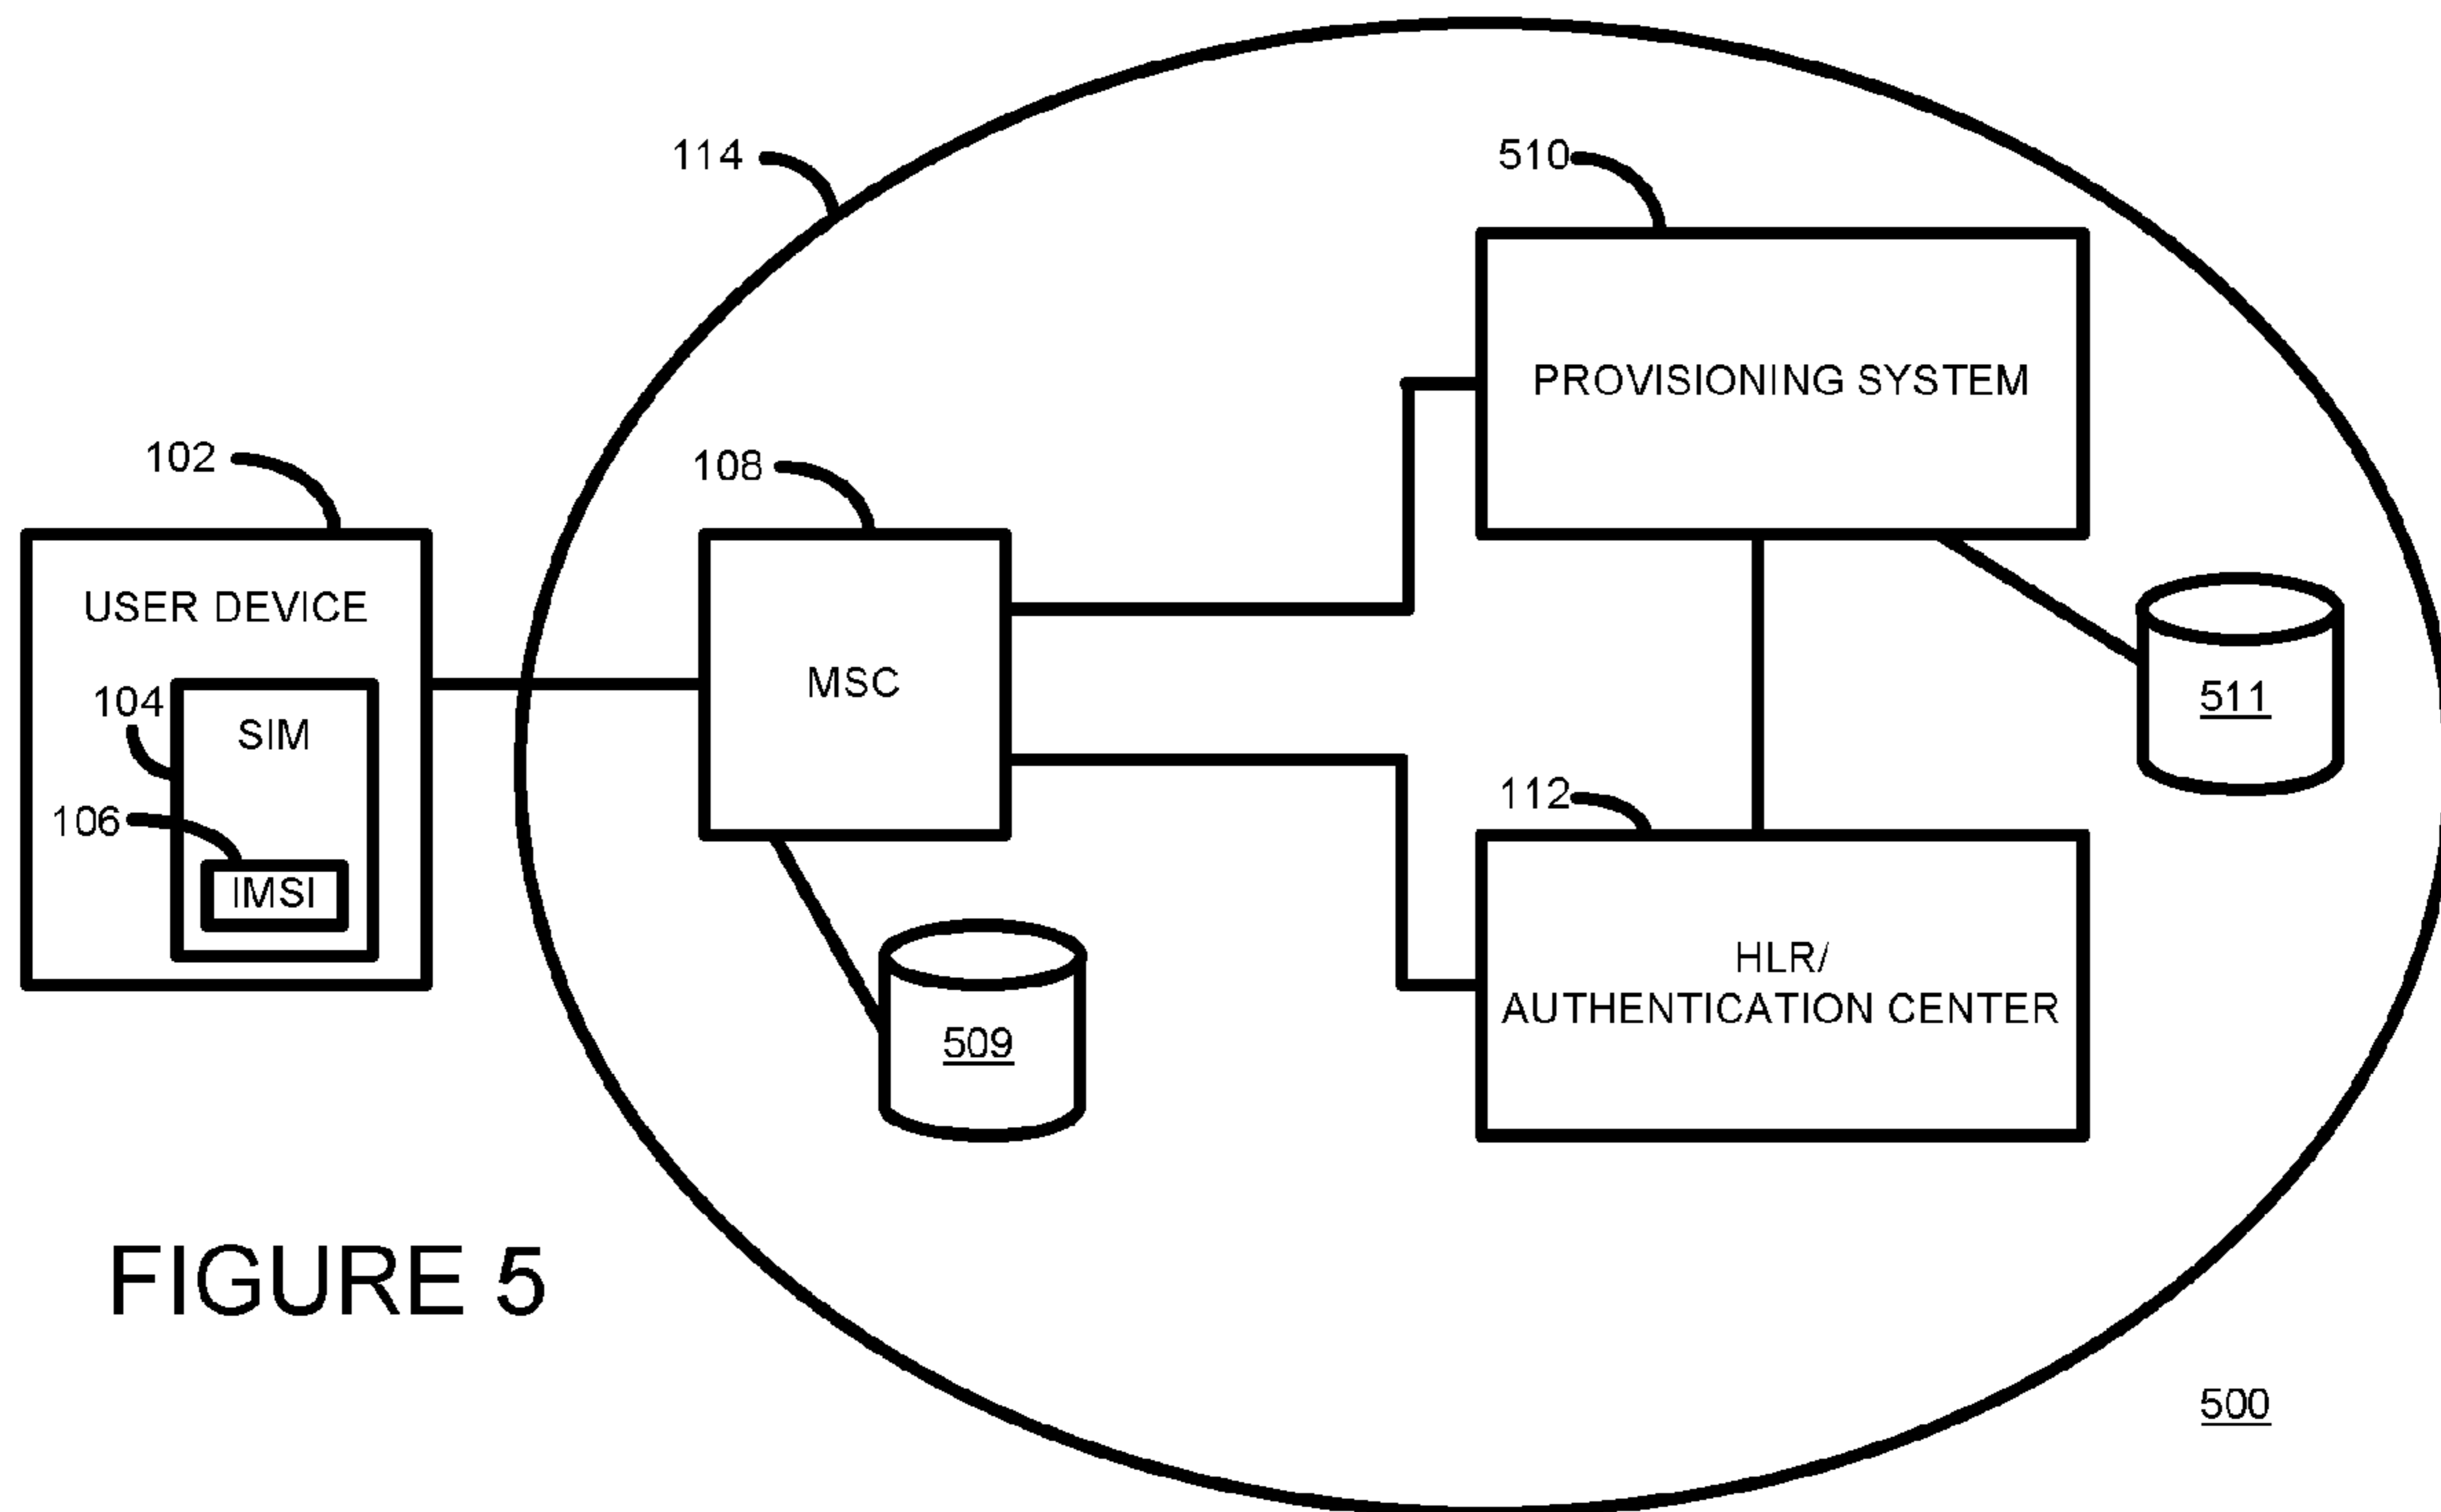 114
510
PROVISIONING SYSTEM
102
108
USER DEVICE
MSC
511
104
SIM
112
106
IMSI
HLR/
AUTHENTICATION CENTER
509
FIGURE 5
500